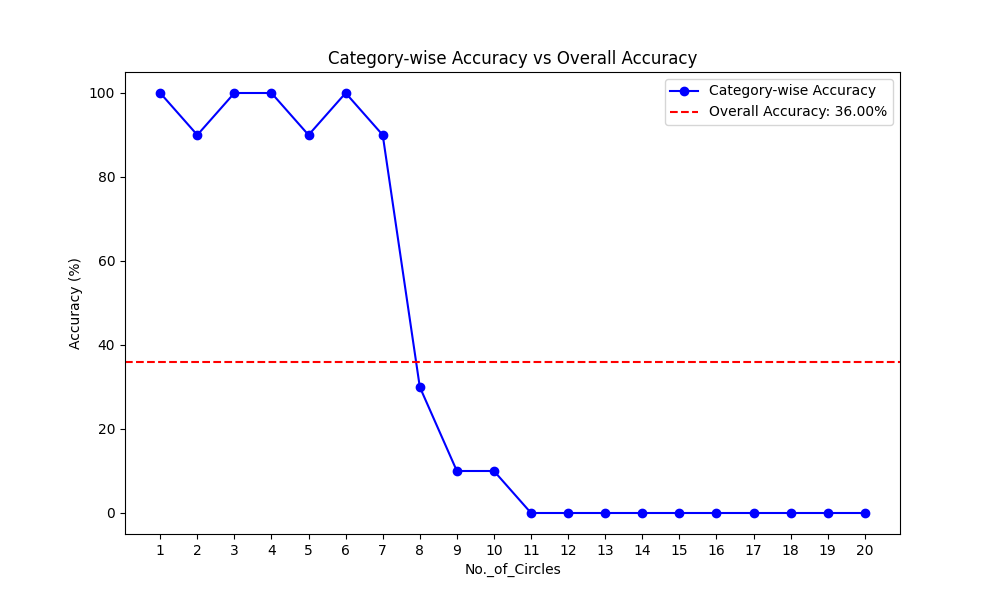 Category-wise Accuracy vs Overall Accuracy
Category-wise Accuracy
Overall Accuracy: 36.00%
Accuracy (%)
100
80
60
40
20
0
1 2 3 4 5 6 7 8 9 10 11 12 13 14 15 16 17 18 19 20
No._of_Circles